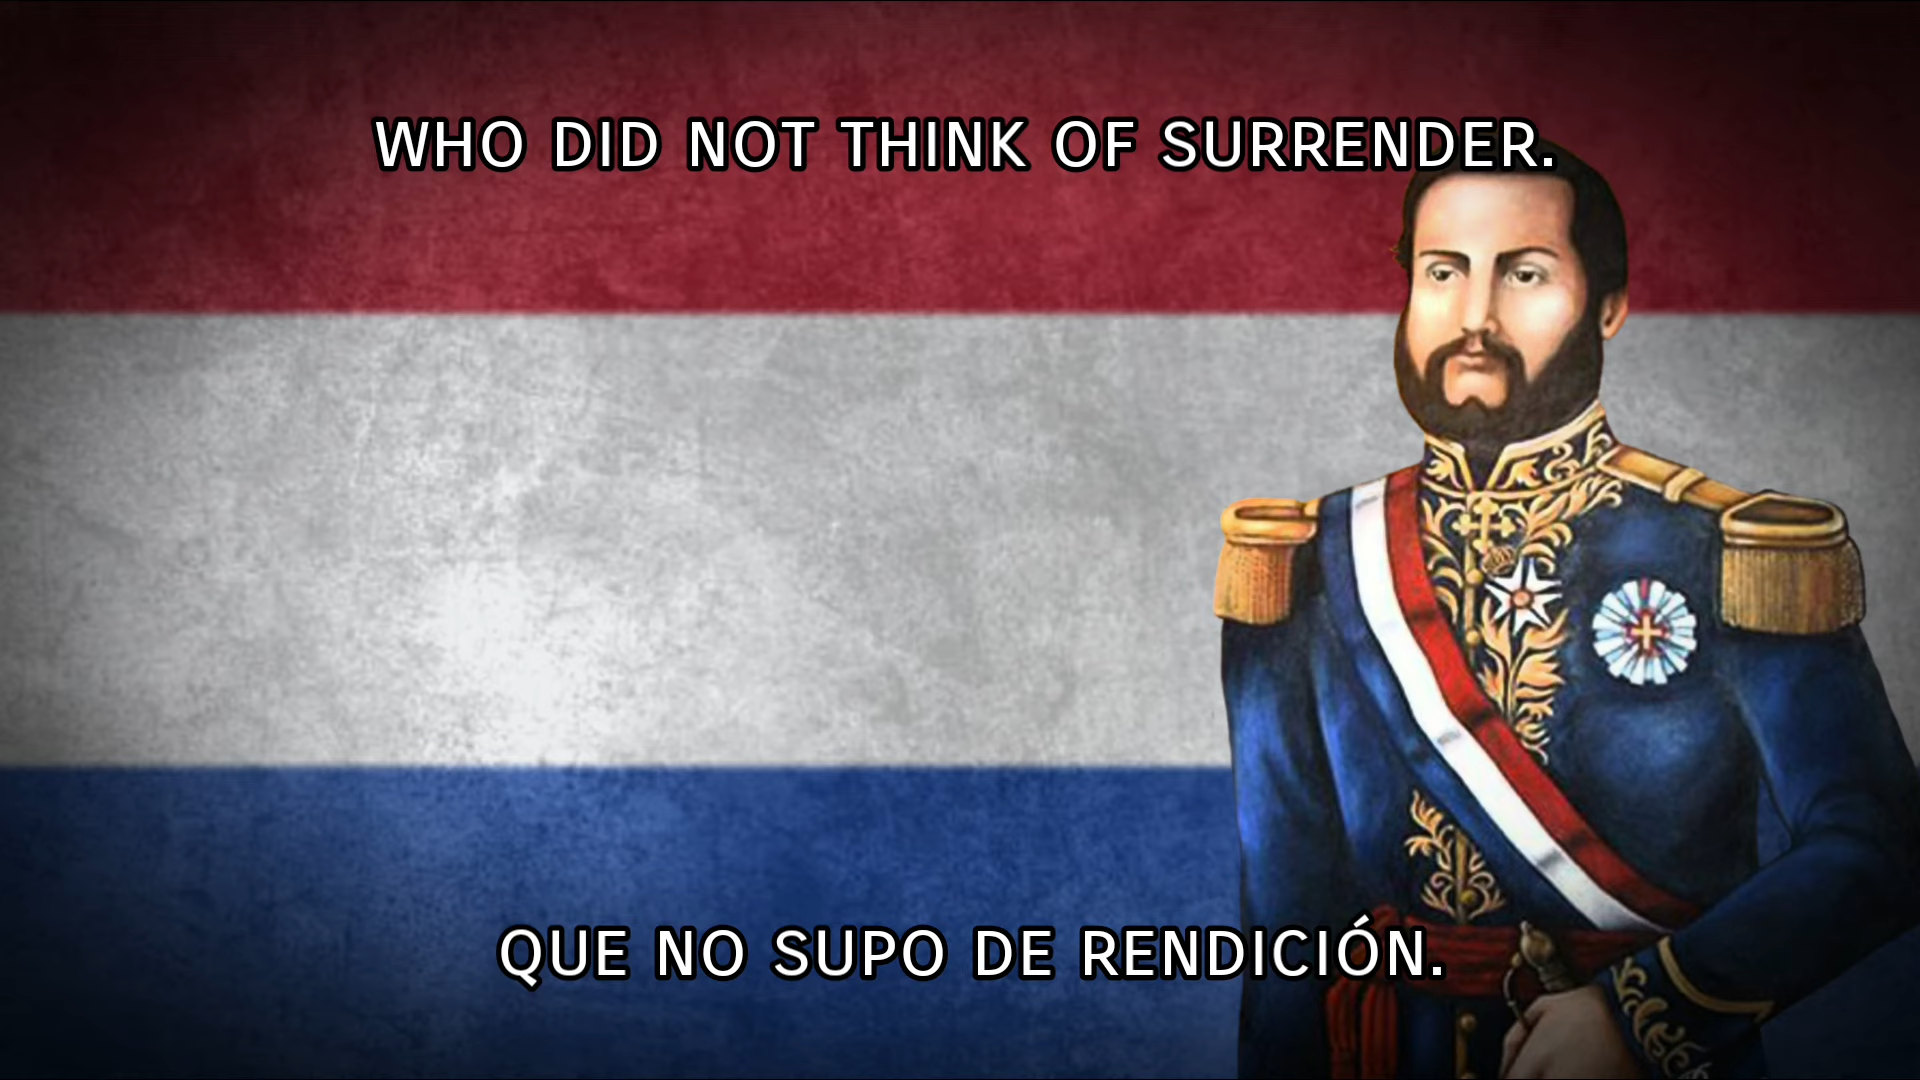 WHO DID NOT THINK OF SURRENDER.
QUE NO SUPO DE RENDICIÓN.